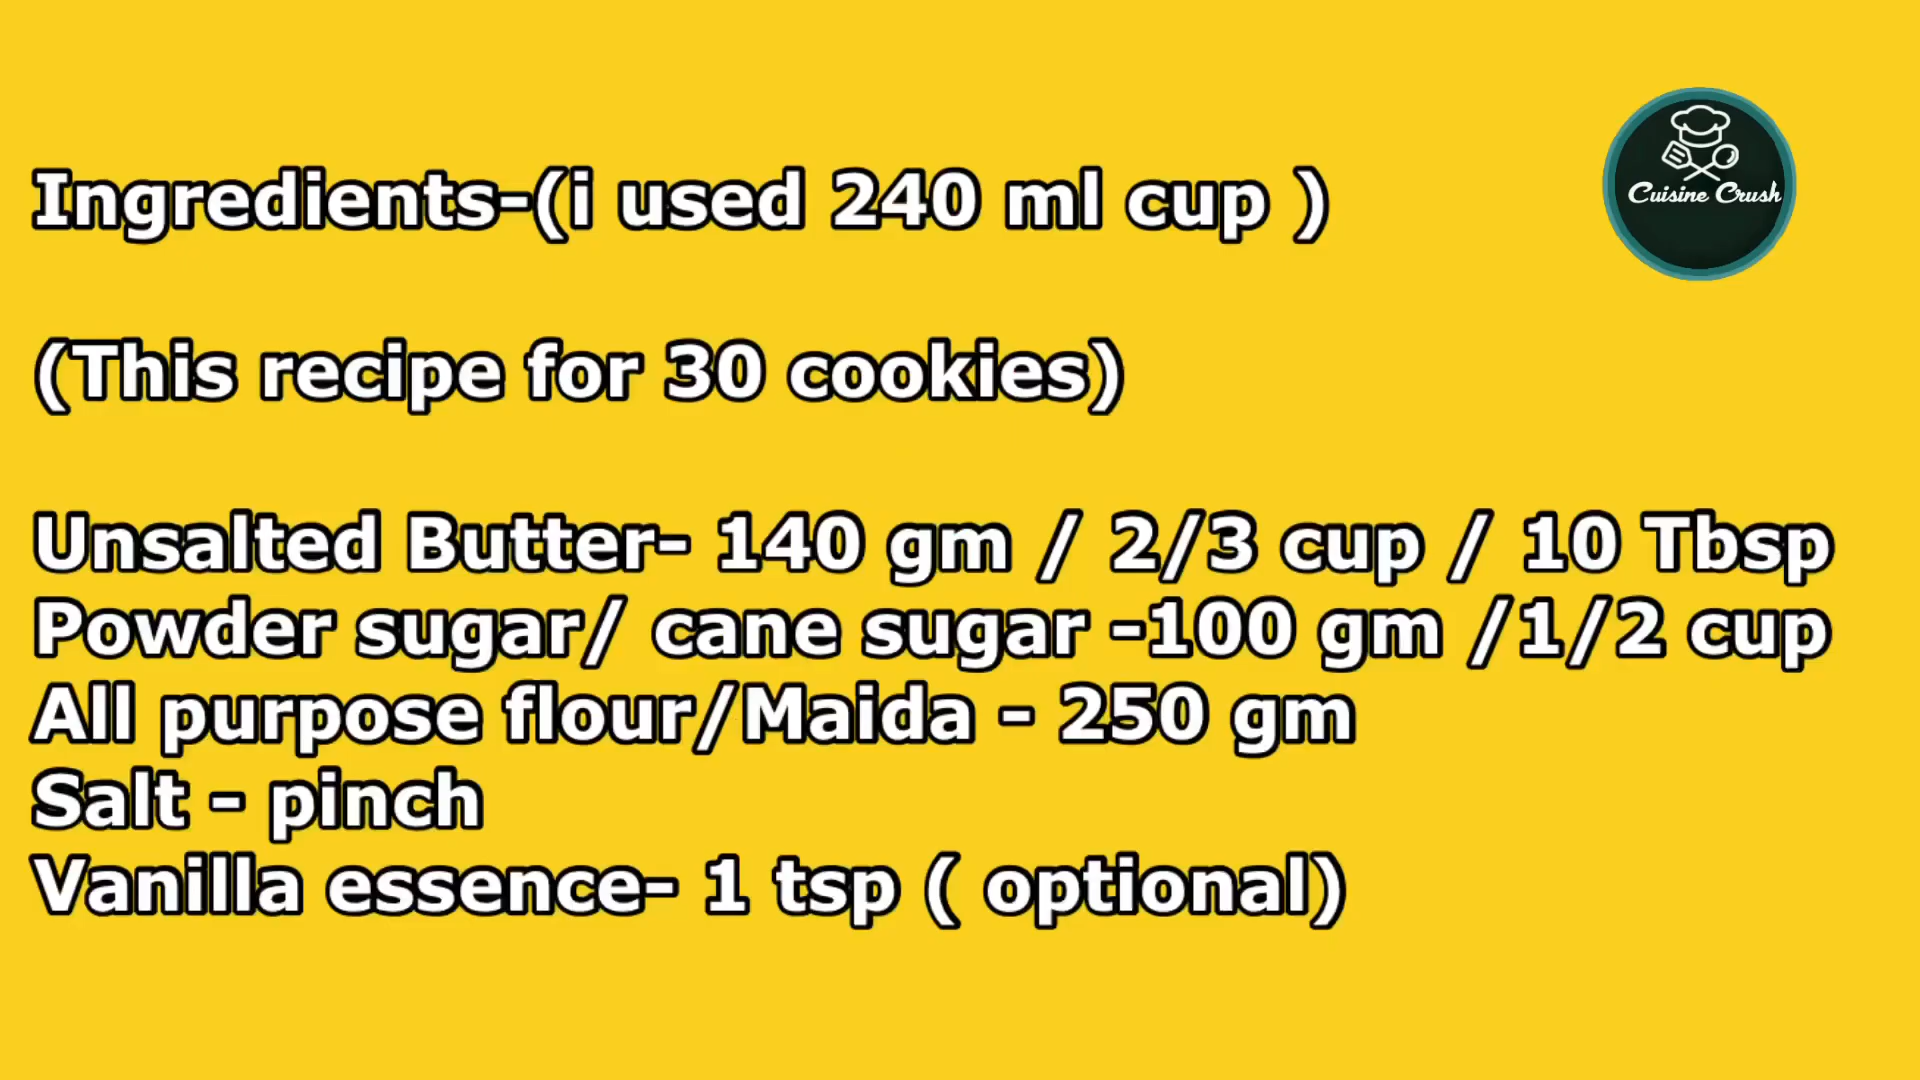 Ingredients-(i used 240 ml cup )
Cuisine Crush
(This recipe for 30 cookies)
Unsalted Butter- 140 gm / 2/3 cup / 10 Tbsp
Powder sugar/ cane sugar -100 gm /1/2 cup
All purpose flour/Maida - 250 gm
Salt - pinch
Vanilla essence- 1 tsp ( optional)